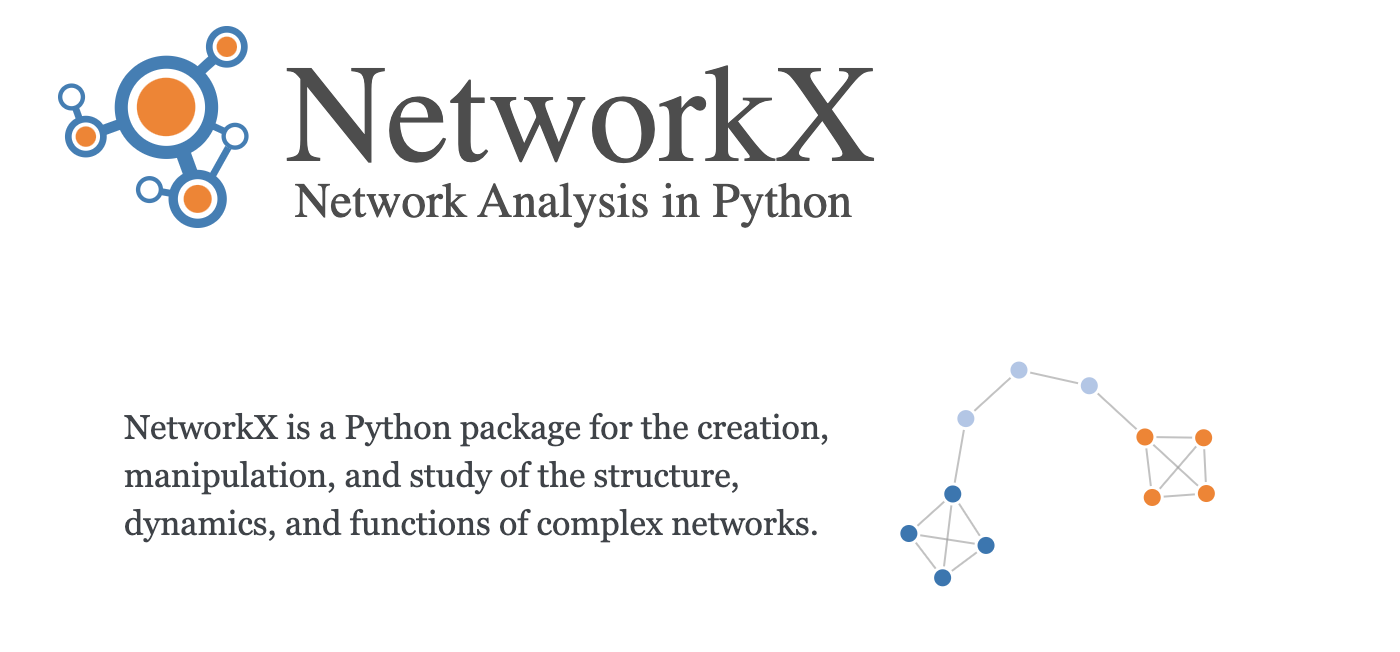 NetworkX
Network Analysis in Python
NetworkX is a Python package for the creation,
manipulation, and study of the structure,
dynamics, and functions of complex networks.